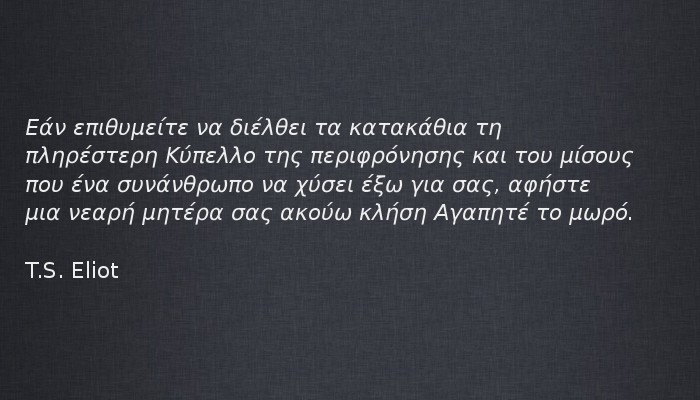 Εάν επιθυμείτε να διέλθει τα κατακάθια τη
πληρέστερη Κύπελλο της περιφρόνησης και του μίσους
που ένα συνάνθρωπο να χύσει έξω για σας, αφήστε
μια νεαρή μητέρα σας ακούω κλήση Αγαπητέ το μωρό.
T.S. Eliot